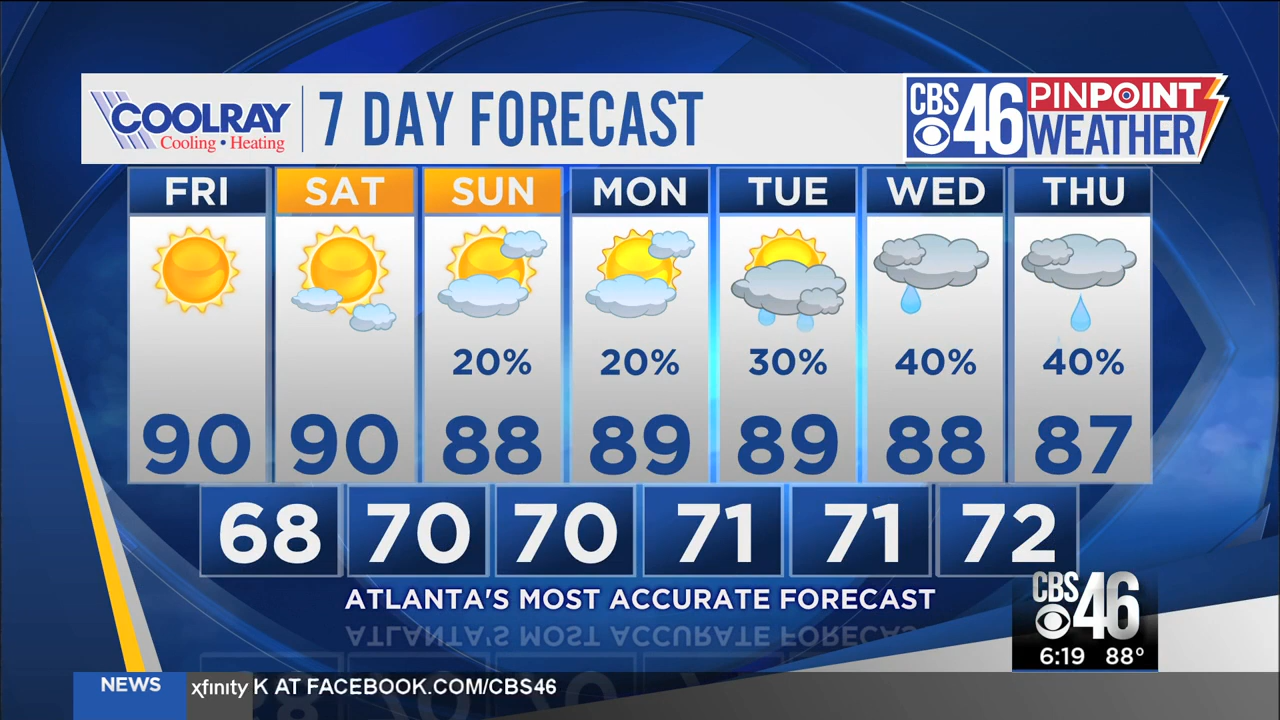 COOLRAY
Cooling • Heating
7 DAY FORECAST
CBS 46
PINPOINT
WEATHER
FRI SAT SUN MON TUE WED THU
20% 20% 30% 40% 40%
90 90 88 89 89 88 87
68 70 70 71 71 72
ATLANTA'S MOST ACCURATE FORECAST
CBS 46
6:19 88°
NEWS xfinity K AT FACEBOOK.COM/CBS46